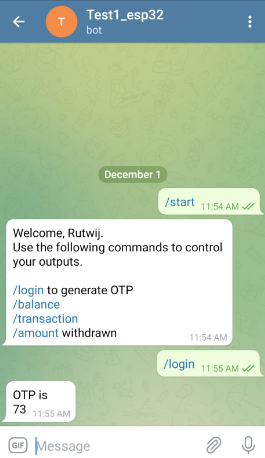 T
Test1_esp32
bot
December 1
/start 11:54 AM
Welcome, Rutwij.
Use the following commands to control
your outputs.
/login to generate OTP
/balance
/transaction
/amount withdrawn
11:54 AM
/login 11:55 AM
OTP is
73 11:55 AM
GIF Message